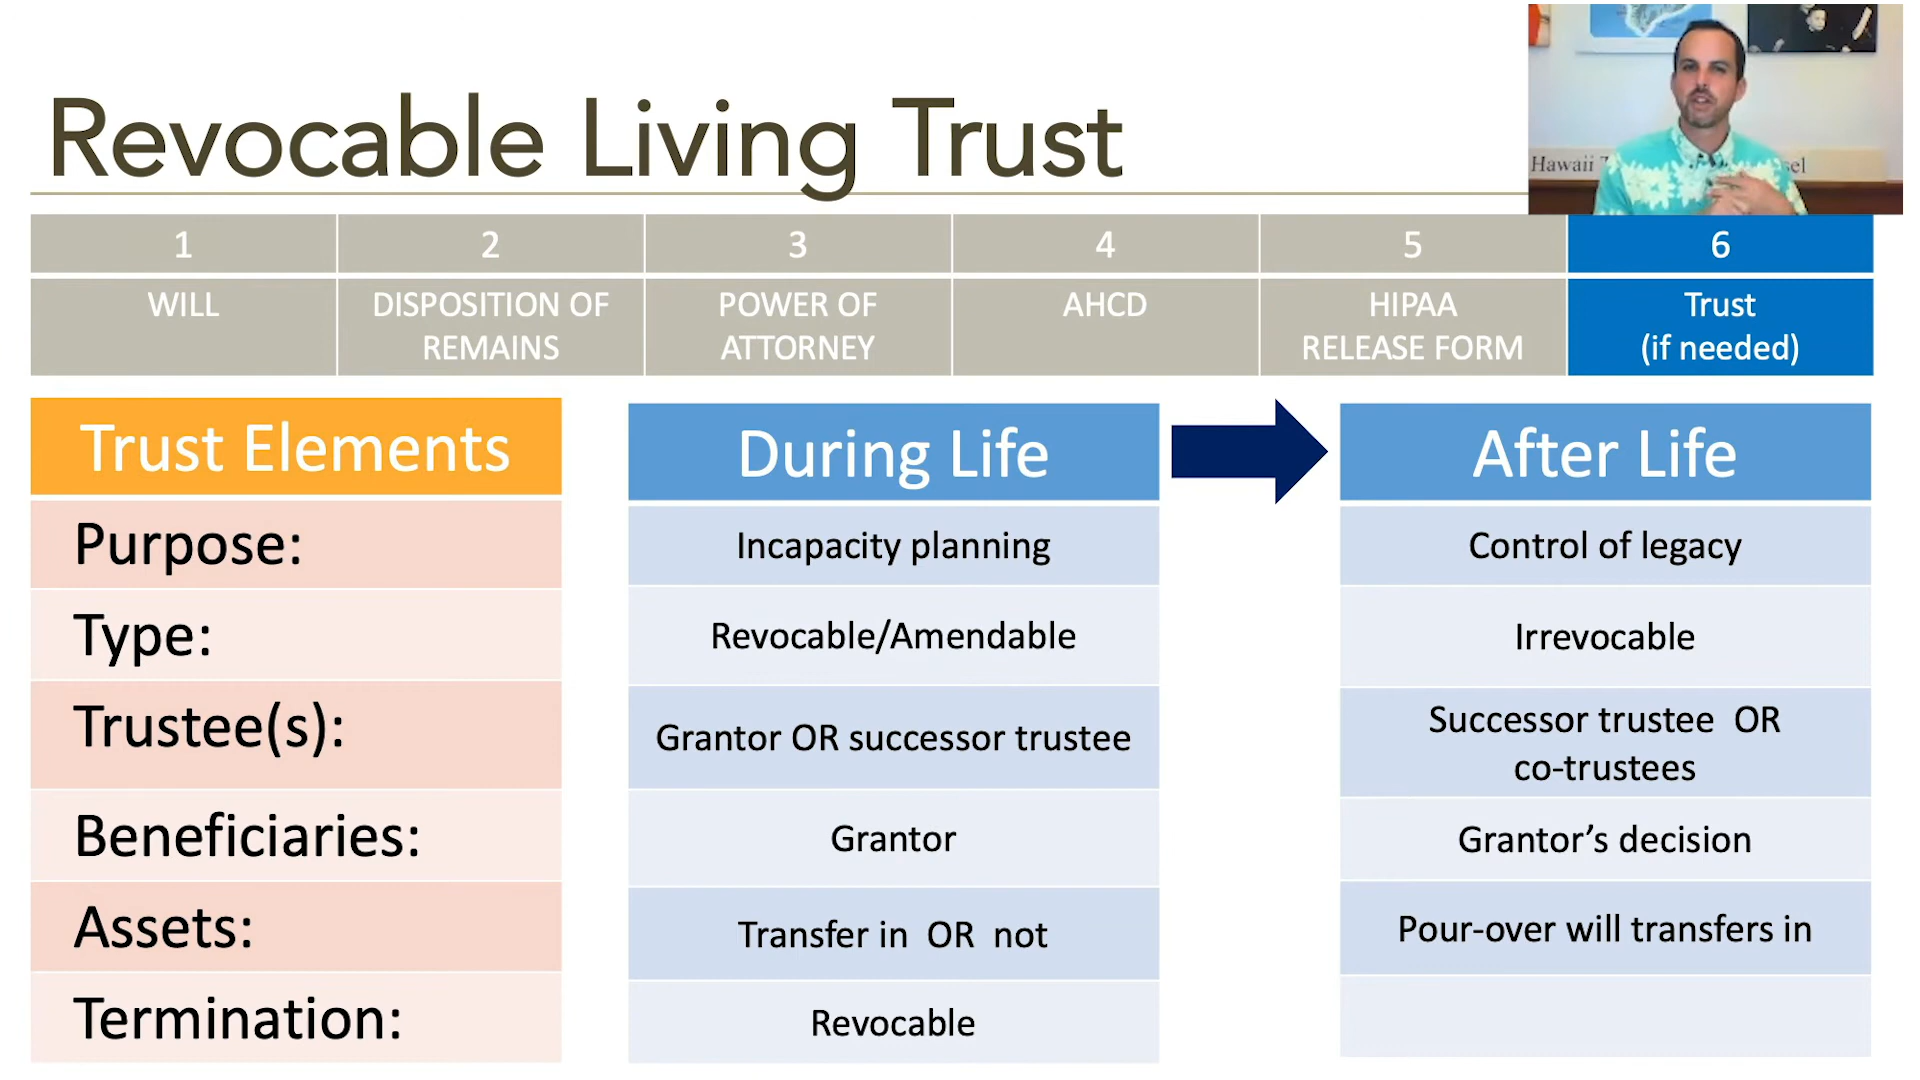 Revocable Living Trust
Hawaii
sel
1
2
3
4
5
6
WILL
DISPOSITION OF
REMAINS
POWER OF
ATTORNEY
AHCD
HIPAA
RELEASE FORM
Trust
(if needed)
Trust Elements
During Life
After Life
Purpose:
Incapacity planning
Control of legacy
Type:
Revocable/Amendable
Irrevocable
Trustee(s):
Grantor OR successor trustee
Successor trustee OR
co-trustees
Beneficiaries:
Grantor
Grantor’s decision
Assets:
Transfer in OR not
Pour-over will transfers in
Termination:
Revocable